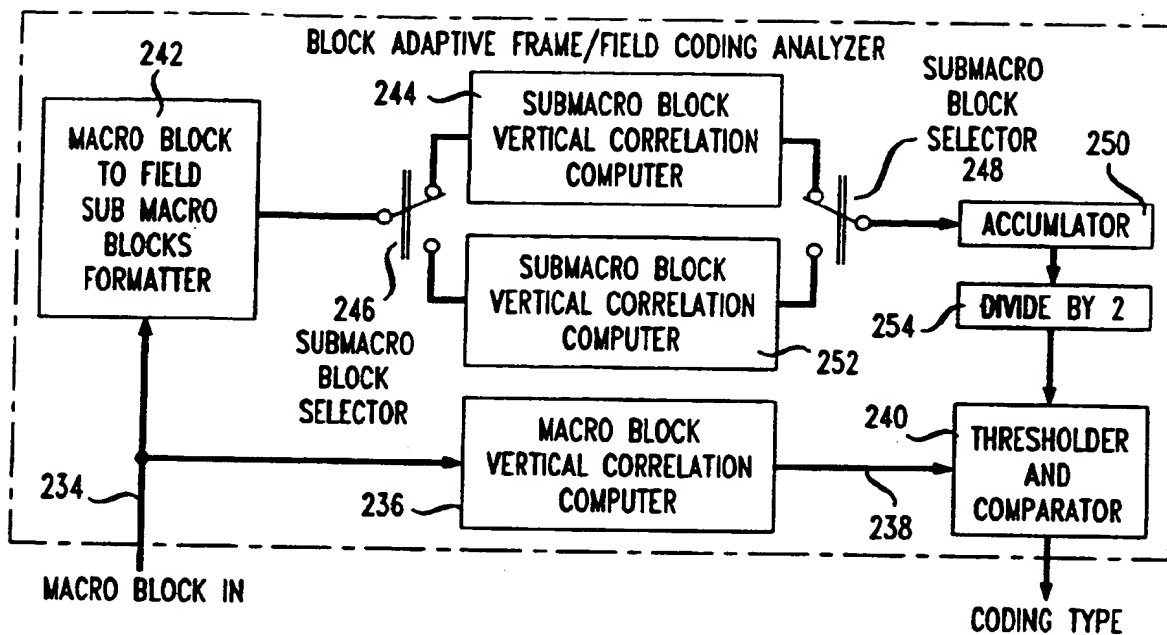 BLOCK ADAPTIVE FRAME/FIELD CODING ANALYZER
242
MACRO BLOCK
TO FIELD
SUB MACRO
BLOCKS
FORMATTER
244
SUBMACRO BLOCK
VERTICAL CORRELATION
COMPUTER
SUBMACRO
BLOCK
SELECTOR
248
250
ACCUMLATOR
246
SUBMACRO
BLOCK
SELECTOR
SUBMACRO BLOCK
VERTICAL CORRELATION
COMPUTER
252
254
DIVIDE BY 2
234
236
MACRO BLOCK
VERTICAL CORRELATION
COMPUTER
238
240
THRESHOLDER
AND
COMPARATOR
MACRO BLOCK IN
CODING TYPE